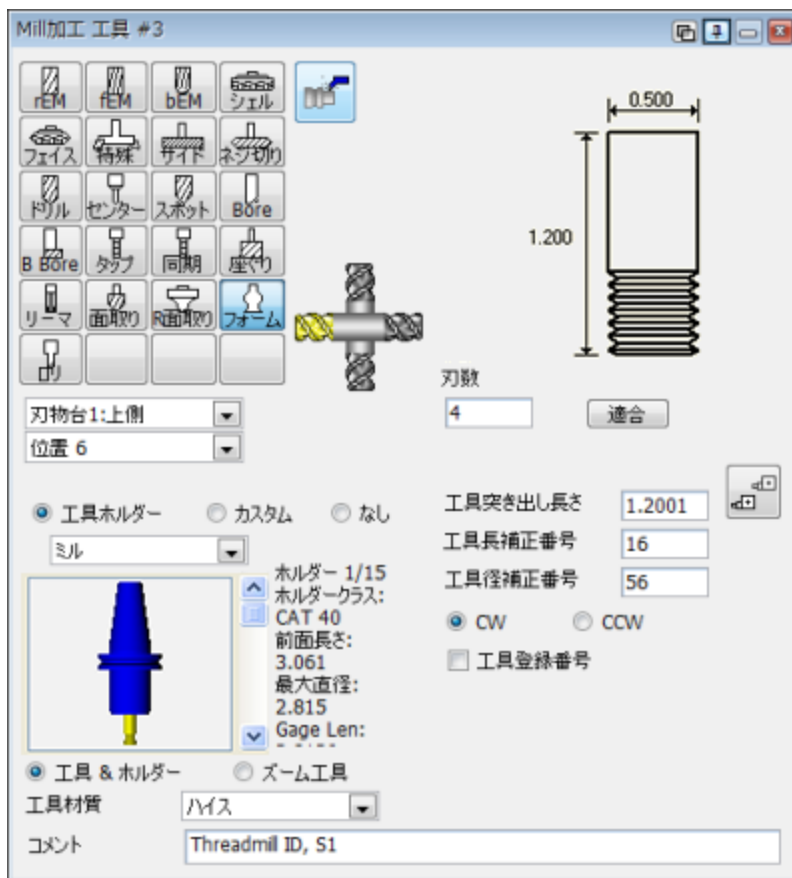 Mill加工 工具 #3
rEM fEM bEM シェル
フェイス 特殊 サイド ネジ切り
ドリル センター スポット Bore
B Bore タップ 同期 座ぐり
リーマ 面取り R面取り フォーム
0.500
1.200
刃数
4 適合
刃物台1:上側
位置 6
工具ホルダー カスタム なし
ミル
ホルダー 1/15
ホルダークラス:
CAT 40
前面長さ:
3.061
最大直径:
2.815
Gage Len:
工具突き出し長さ 1.2001
工具長補正番号 16
工具径補正番号 56
CW CCW
工具登録番号
工具 & ホルダー ズーム工具
工具材質 ハイス
コメント Threadmill ID, S1